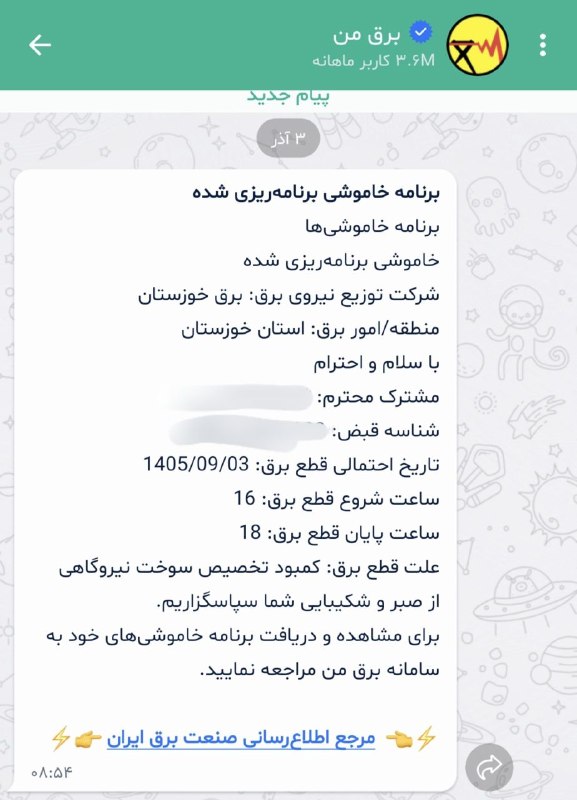 برق من
۳.۶M کاربر ماهانه
پیام جدید
۳ آذر
برنامه خاموشی برنامه‌ریزی شده
برنامه خاموشی‌ها
خاموشی برنامه‌ریزی شده
شرکت توزیع نیروی برق: برق خوزستان
منطقه/امور برق: استان خوزستان
با سلام و احترام
مشترک محترم:
شناسه قبض:
تاریخ احتمالی قطع برق: 1405/09/03
ساعت شروع قطع برق: 16
ساعت پایان قطع برق: 18
علت قطع برق: کمبود تخصیص سوخت نیروگاهی
از صبر و شکیبایی شما سپاسگزاریم.
برای مشاهده و دریافت برنامه خاموشی‌های خود به
سامانه برق من مراجعه نمایید.
⚡👈 مرجع اطلاع‌رسانی صنعت برق ایران 👉⚡
۰۸:۵۴